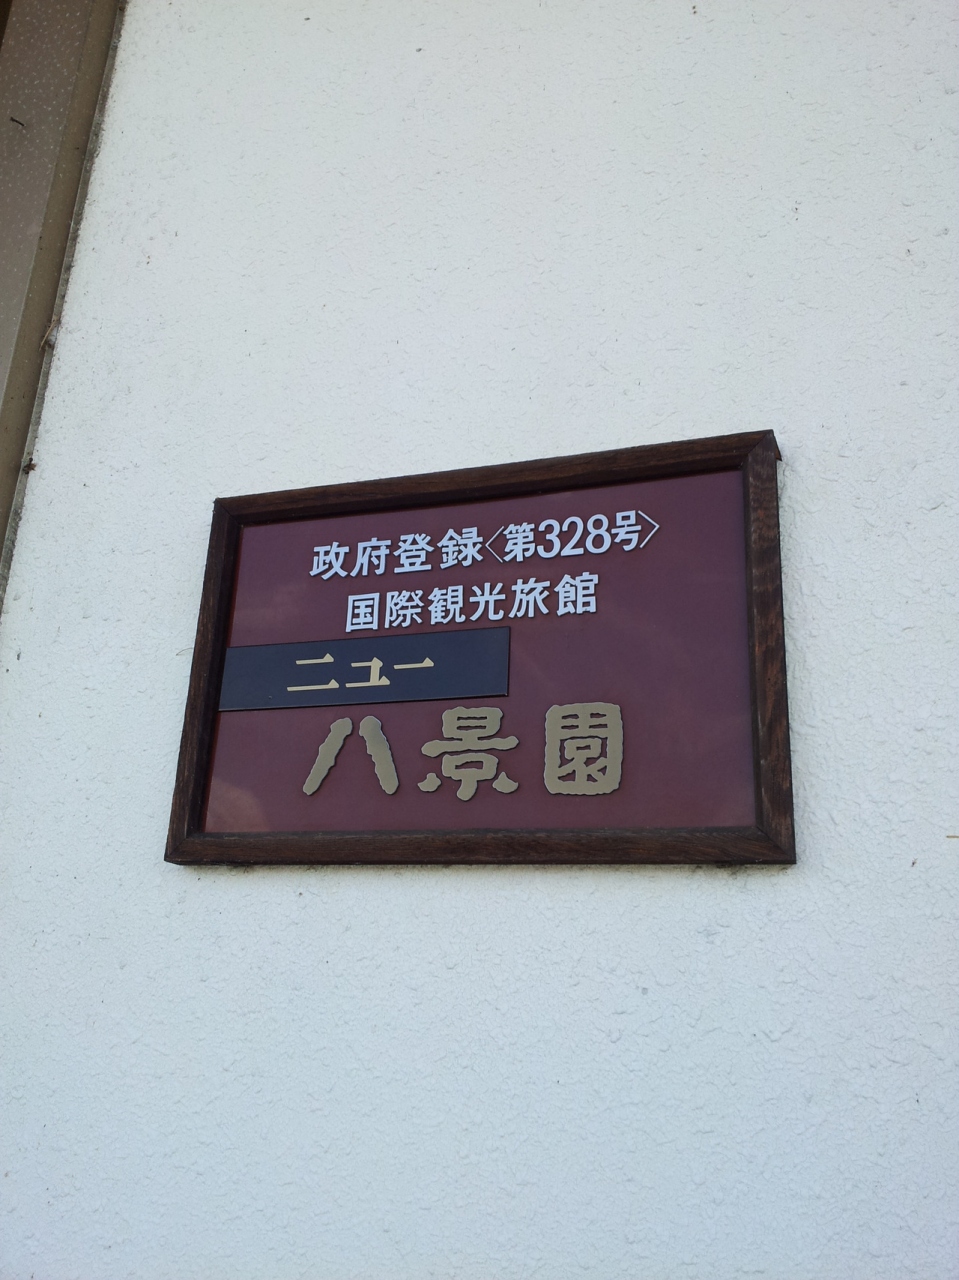 政府登録〈第328号〉
国際観光旅館
ニュー
八景園